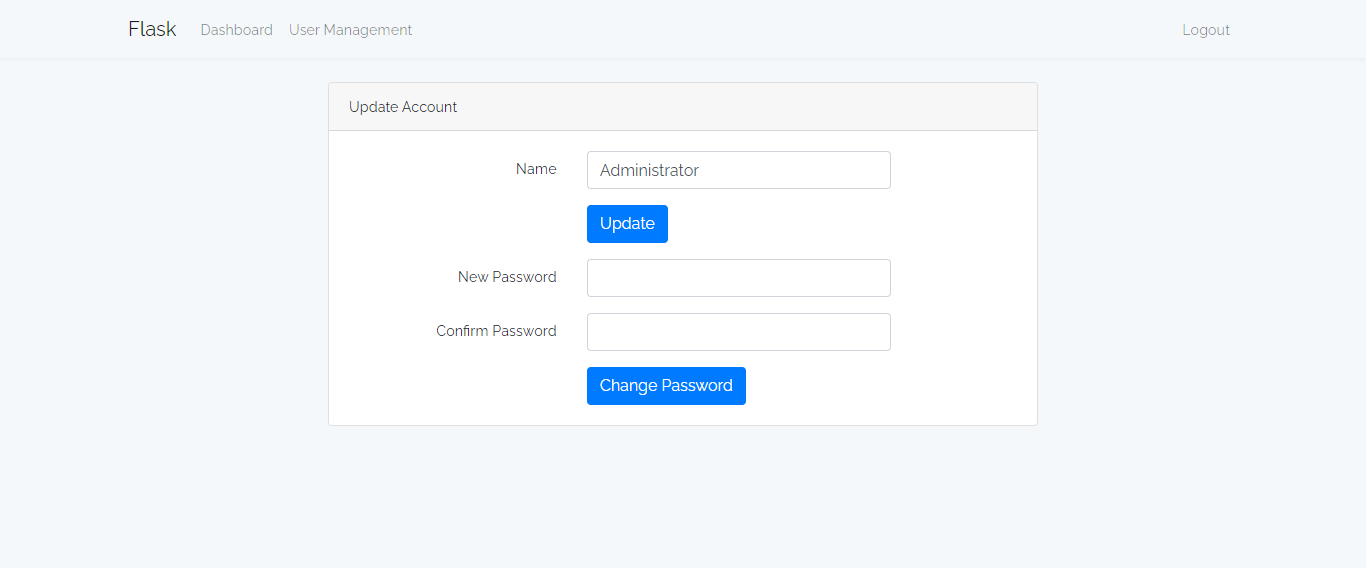 Flask Dashboard User Management Logout
Update Account
Name Administrator
Update
New Password
Confirm Password
Change Password